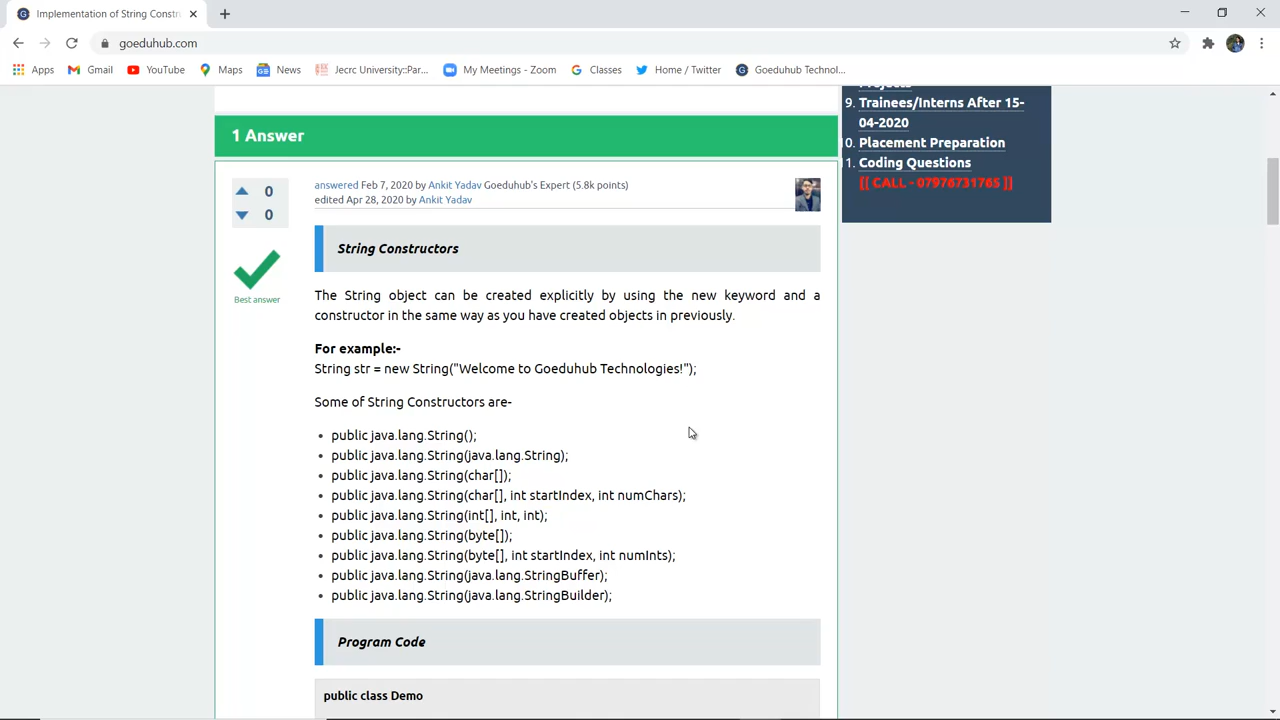 Implementation of String Constru
goeduhub.com
Apps
Gmail
YouTube
Maps
News
Jecrc University::Par...
My Meetings - Zoom
Classes
Home / Twitter
Goeduhub Technol...
9. Trainees/Interns After 15-
04-2020
10. Placement Preparation
11. Coding Questions
[[ CALL - 07976731765 ]]
1 Answer
0
0
Best answer
answered Feb 7, 2020 by Ankit Yadav Goeduhub's Expert (5.8k points)
edited Apr 28, 2020 by Ankit Yadav
String Constructors
The String object can be created explicitly by using the new keyword and a
constructor in the same way as you have created objects in previously.
For example:-
String str = new String("Welcome to Goeduhub Technologies!");
Some of String Constructors are-
• public java.lang.String();
• public java.lang.String(java.lang.String);
• public java.lang.String(char[]);
• public java.lang.String(char[], int startIndex, int numChars);
• public java.lang.String(int[], int, int);
• public java.lang.String(byte[]);
• public java.lang.String(byte[], int startIndex, int numInts);
• public java.lang.String(java.lang.StringBuffer);
• public java.lang.String(java.lang.StringBuilder);
Program Code
public class Demo